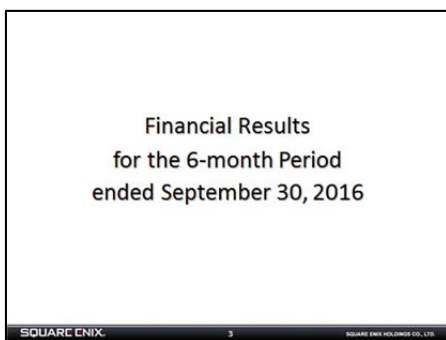 Financial Results
for the 6-month Period
ended September 30, 2016
SQUARE ENIX.
3
SQUARE ENIX HOLDINGS CO., LTD.